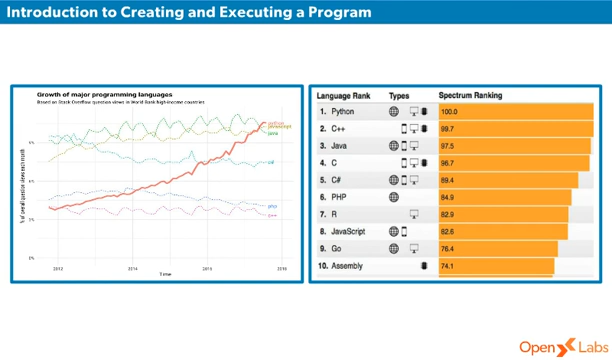 Introduction to Creating and Executing a Program
Growth of major programming languages
Based on Stack Overflow question views in World Bank high-income countries
python
javascript
java
c#
php
c++
2012
2014
2018
Time
Language Rank Types Spectrum Ranking
1. Python 100.0
2. C++ 99.7
3. Java 97.5
4. C 96.7
5. C# 89.4
6. PHP 84.9
7. R 82.9
8. JavaScript 82.6
9. Go 76.4
10. Assembly 74.1
OpenXLabs